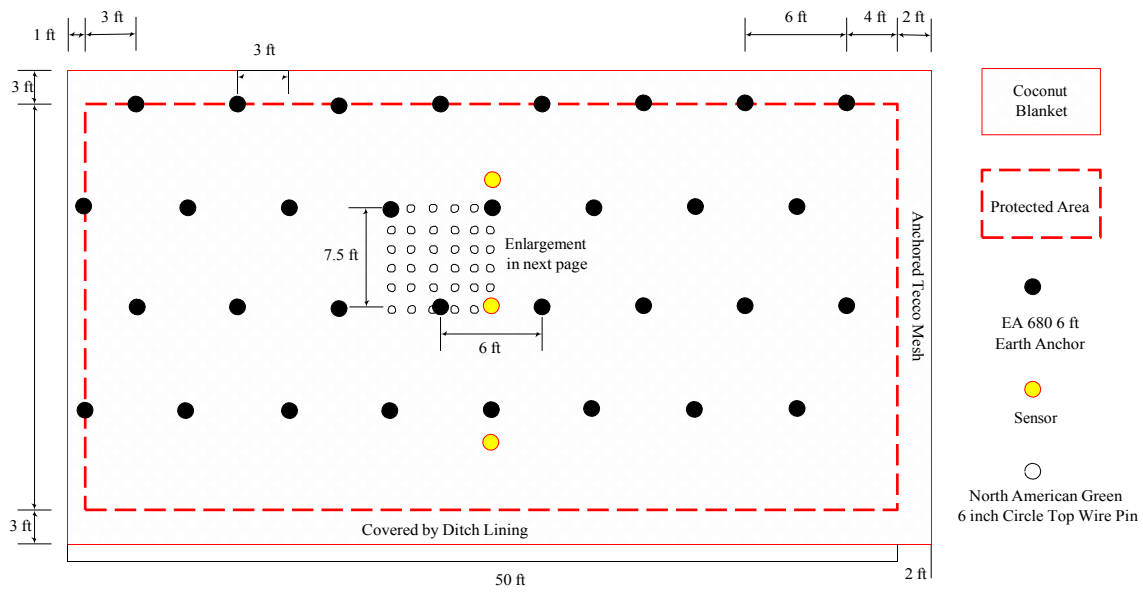 3 ft
6 ft
4 ft
2 ft
1 ft
3 ft
3 ft
Coconut
Blanket
Protected Area
7.5 ft
Enlargement
in next page
Anchored Tecco Mesh
EA 680 6 ft
Earth Anchor
6 ft
Sensor
North American Green
6 inch Circle Top Wire Pin
3 ft
Covered by Ditch Lining
50 ft
2 ft